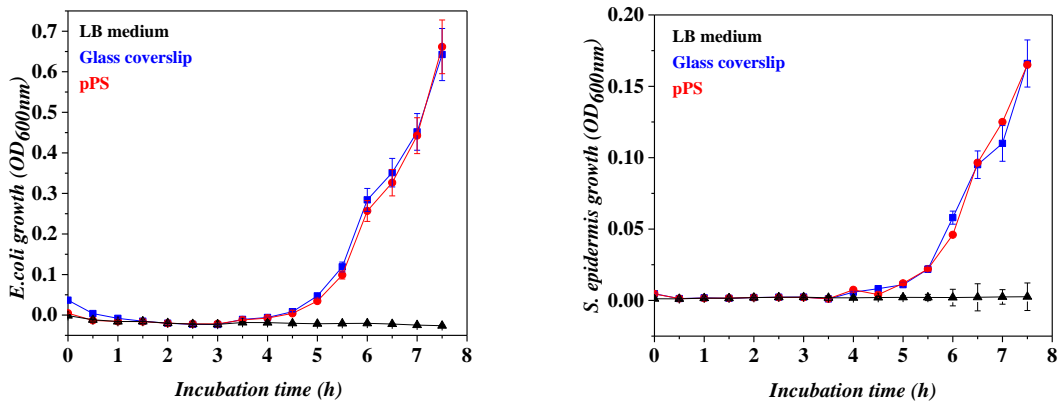 LB medium
Glass coverslip
pPS
E.coli growth (OD600nm)
0.7
0.6
0.5
0.4
0.3
0.2
0.1
0.0
0 1 2 3 4 5 6 7 8
Incubation time (h)
LB medium
Glass coverslip
pPS
S. epidermis growth (OD600nm)
0.20
0.15
0.10
0.05
0.00
0 1 2 3 4 5 6 7 8
Incubation time (h)